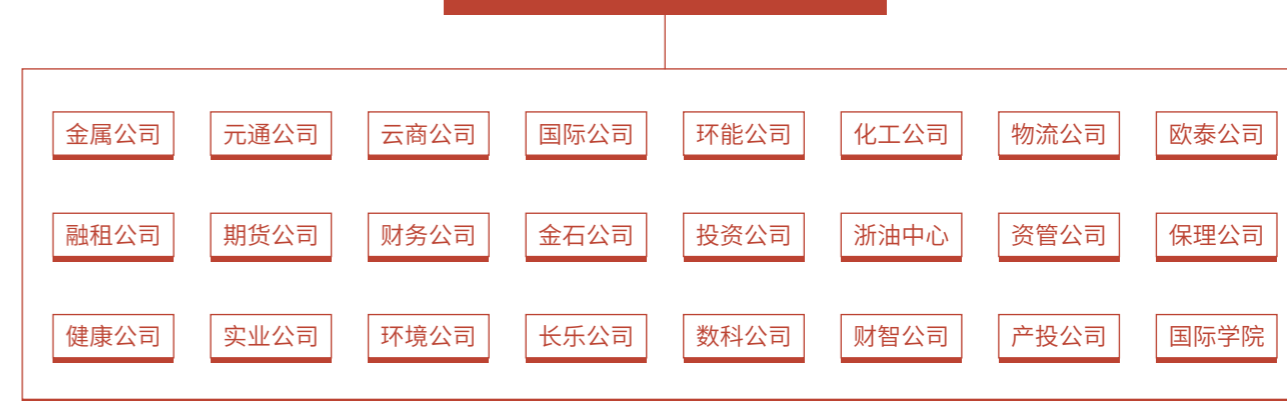 金属公司 元通公司 云商公司 国际公司 环能公司 化工公司 物流公司 欧泰公司
融租公司 期货公司 财务公司 金石公司 投资公司 浙油中心 资管公司 保理公司
健康公司 实业公司 环境公司 长乐公司 数科公司 财智公司 产投公司 国际学院